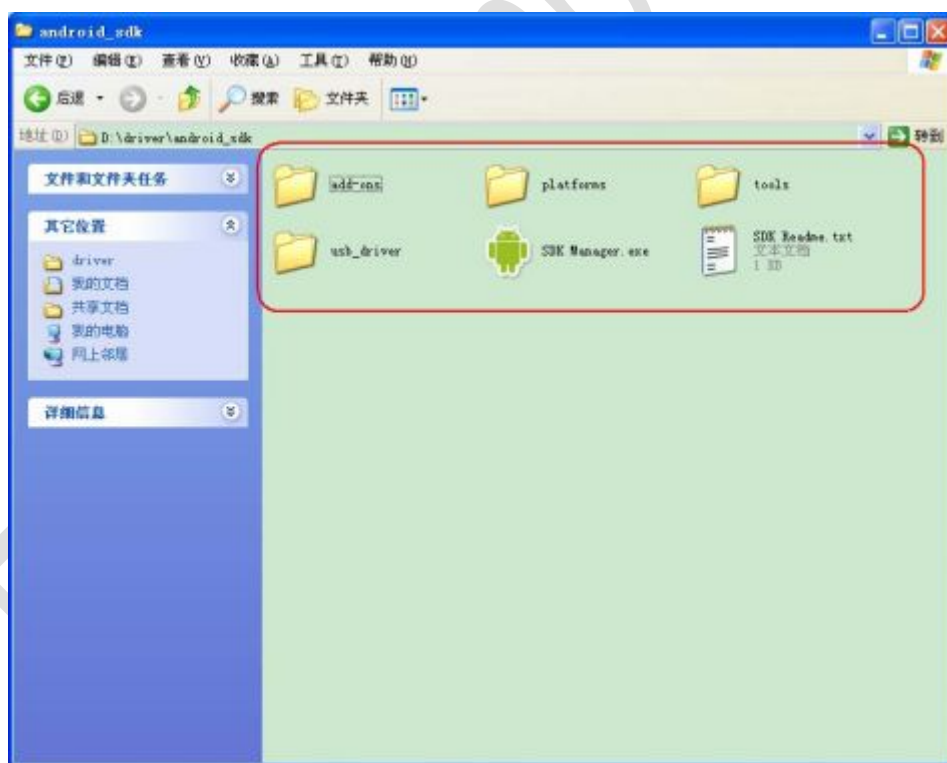 android_sdk
文件(F) 编辑(E) 查看(V) 收藏(A) 工具(T) 帮助(H)
后退 搜索 文件夹
地址(D) D:\driver\android_sdk 转到
文件和文件夹任务
其它位置
driver
我的文档
共享文档
我的电脑
网上邻居
详细信息
add-ons platforms tools
usb_driver SDK Manager.exe SDK Readme.txt
文本文档
1 KB